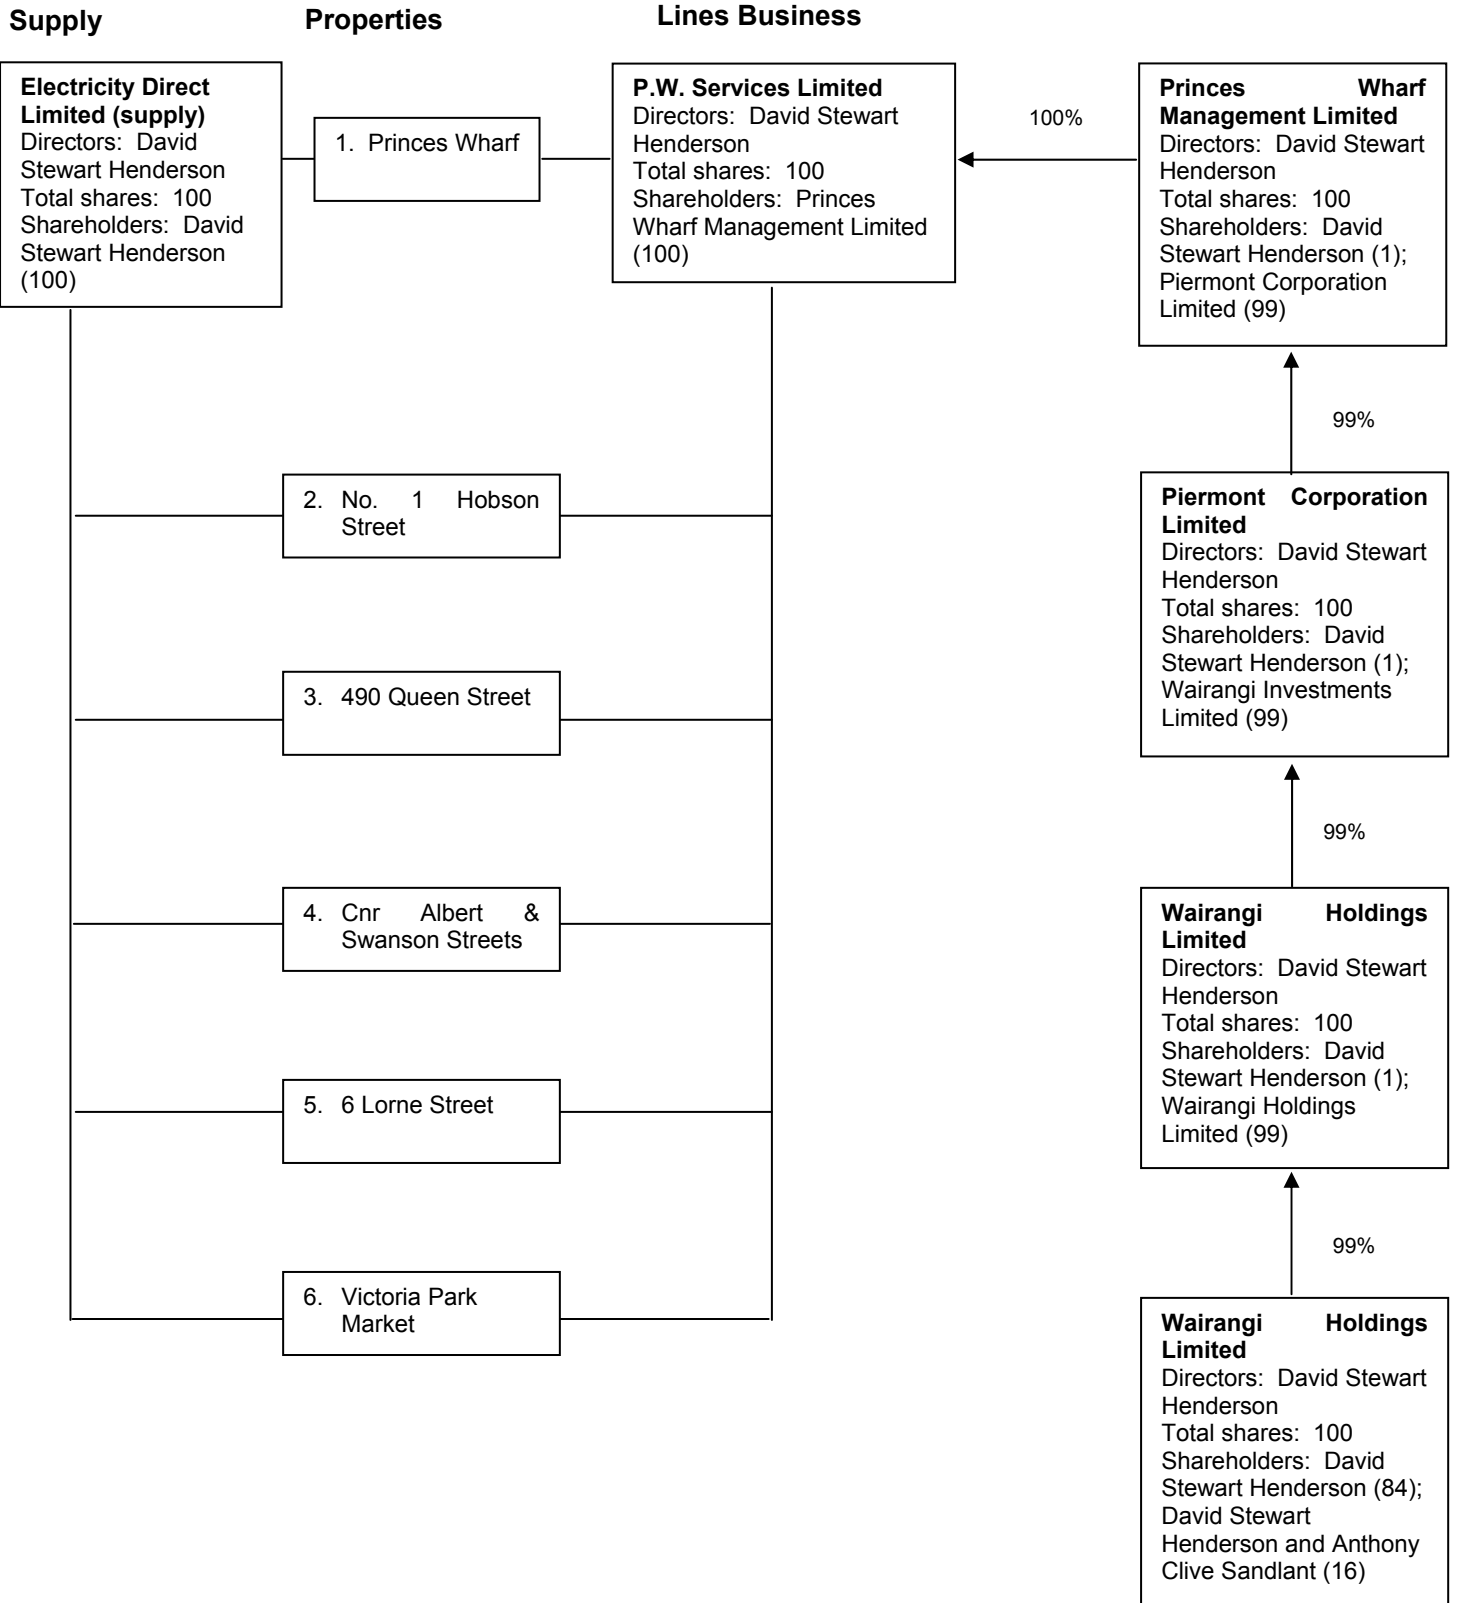 Supply
Properties
Lines Business
Electricity Direct
Limited (supply)
Directors: David
Stewart Henderson
Total shares: 100
Shareholders: David
Stewart Henderson
(100)
1. Princes Wharf
P.W. Services Limited
Directors: David Stewart
Henderson
Total shares: 100
Shareholders: Princes
Wharf Management Limited
(100)
100%
Princes Wharf
Management Limited
Directors: David Stewart
Henderson
Total shares: 100
Shareholders: David
Stewart Henderson (1);
Piermont Corporation
Limited (99)
99%
2. No. 1 Hobson
Street
Piermont Corporation
Limited
Directors: David Stewart
Henderson
Total shares: 100
Shareholders: David
Stewart Henderson (1);
Wairangi Investments
Limited (99)
3. 490 Queen Street
99%
4. Cnr Albert &
Swanson Streets
Wairangi Holdings
Limited
Directors: David Stewart
Henderson
Total shares: 100
Shareholders: David
Stewart Henderson (1);
Wairangi Holdings
Limited (99)
5. 6 Lorne Street
99%
6. Victoria Park
Market
Wairangi Holdings
Limited
Directors: David Stewart
Henderson
Total shares: 100
Shareholders: David
Stewart Henderson (84);
David Stewart
Henderson and Anthony
Clive Sandlant (16)